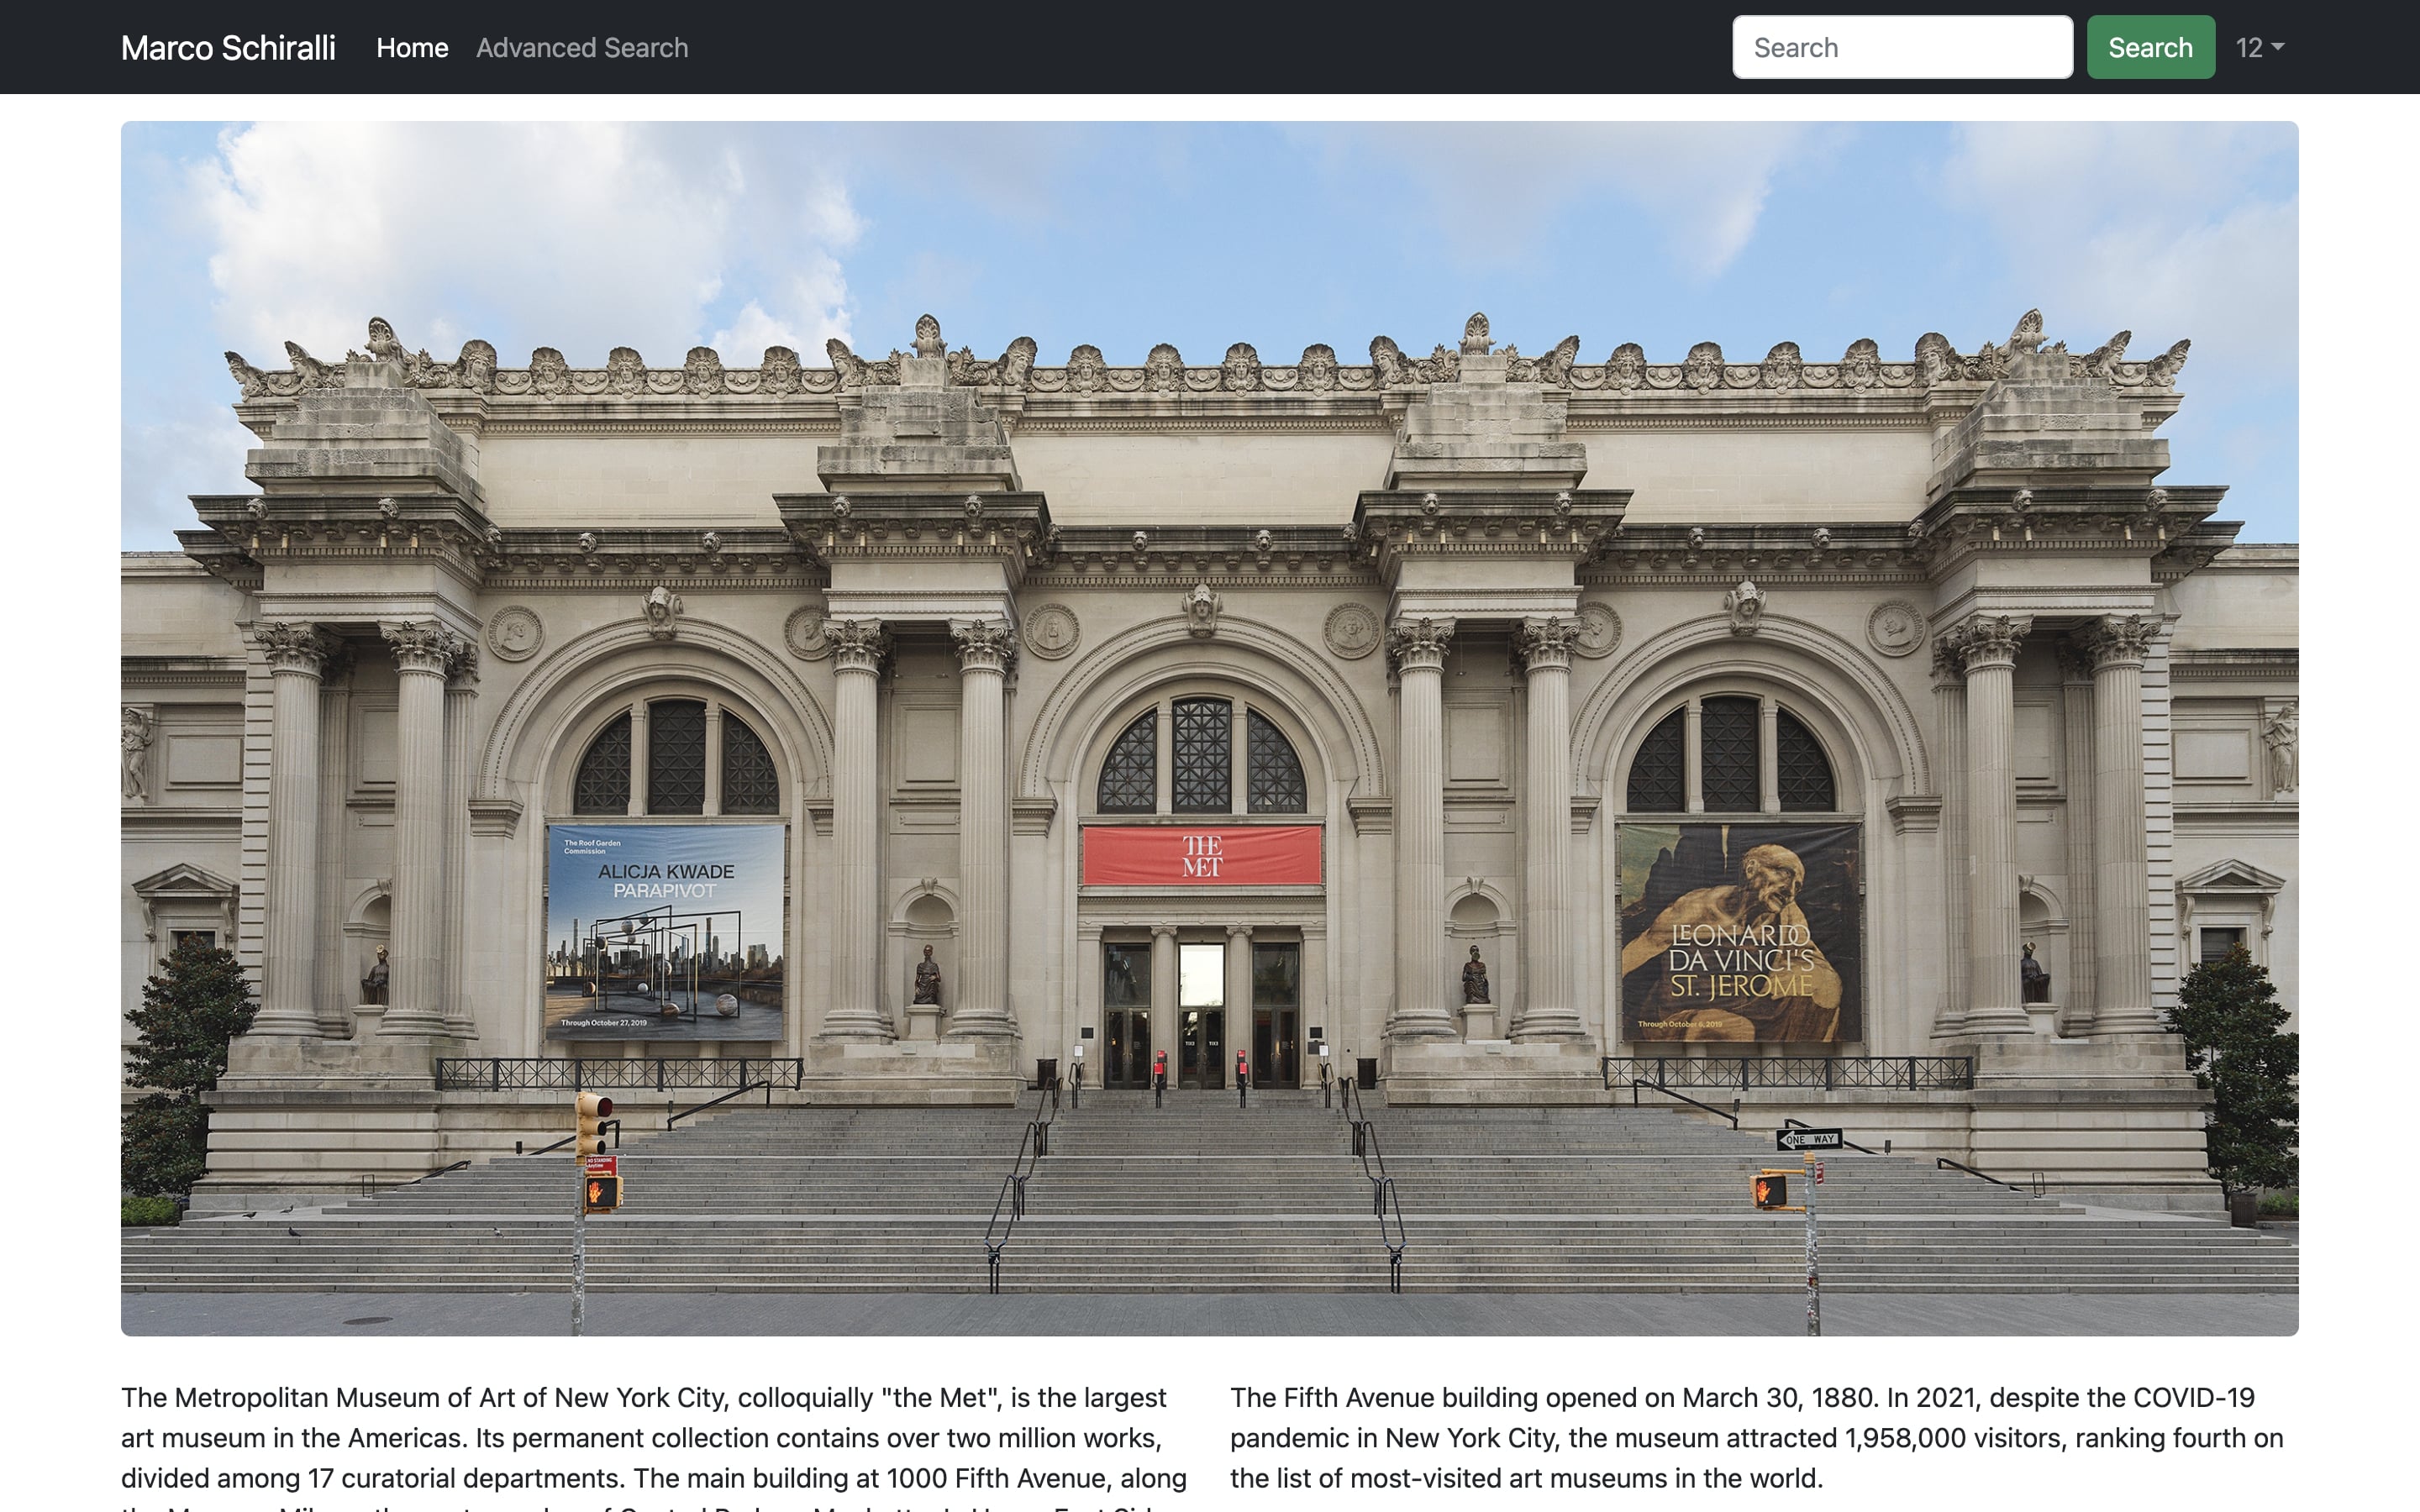 Marco Schiralli
Home
Advanced Search
Search
Search
12
The Roof Garden
Commission
ALICJA KWADE
PARAPIVOT
Through October 27, 2019
THE
MET
LEONARDO
DA VINCI'S
ST. JEROME
Through October 6, 2019
NO STANDING
Anytime
ONE WAY
The Metropolitan Museum of Art of New York City, colloquially "the Met", is the largest
art museum in the Americas. Its permanent collection contains over two million works,
divided among 17 curatorial departments. The main building at 1000 Fifth Avenue, along
The Fifth Avenue building opened on March 30, 1880. In 2021, despite the COVID-19
pandemic in New York City, the museum attracted 1,958,000 visitors, ranking fourth on
the list of most-visited art museums in the world.